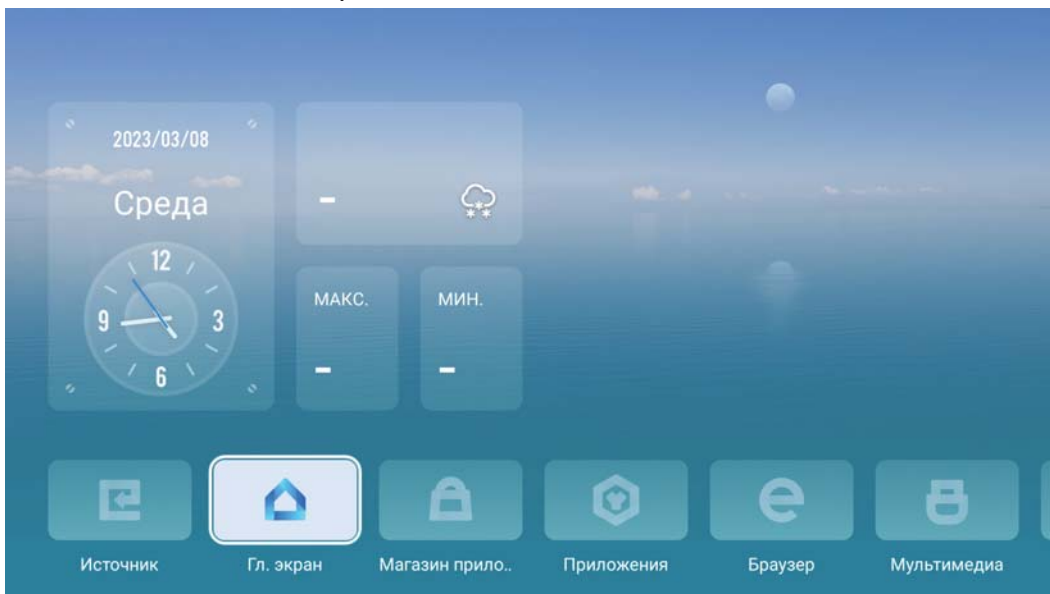 2023/03/08
Среда
12
9
3
6
-
МАКС.
МИН.
-
-
Источник
Гл. экран
Магазин прило..
Приложения
Браузер
Мультимедиа